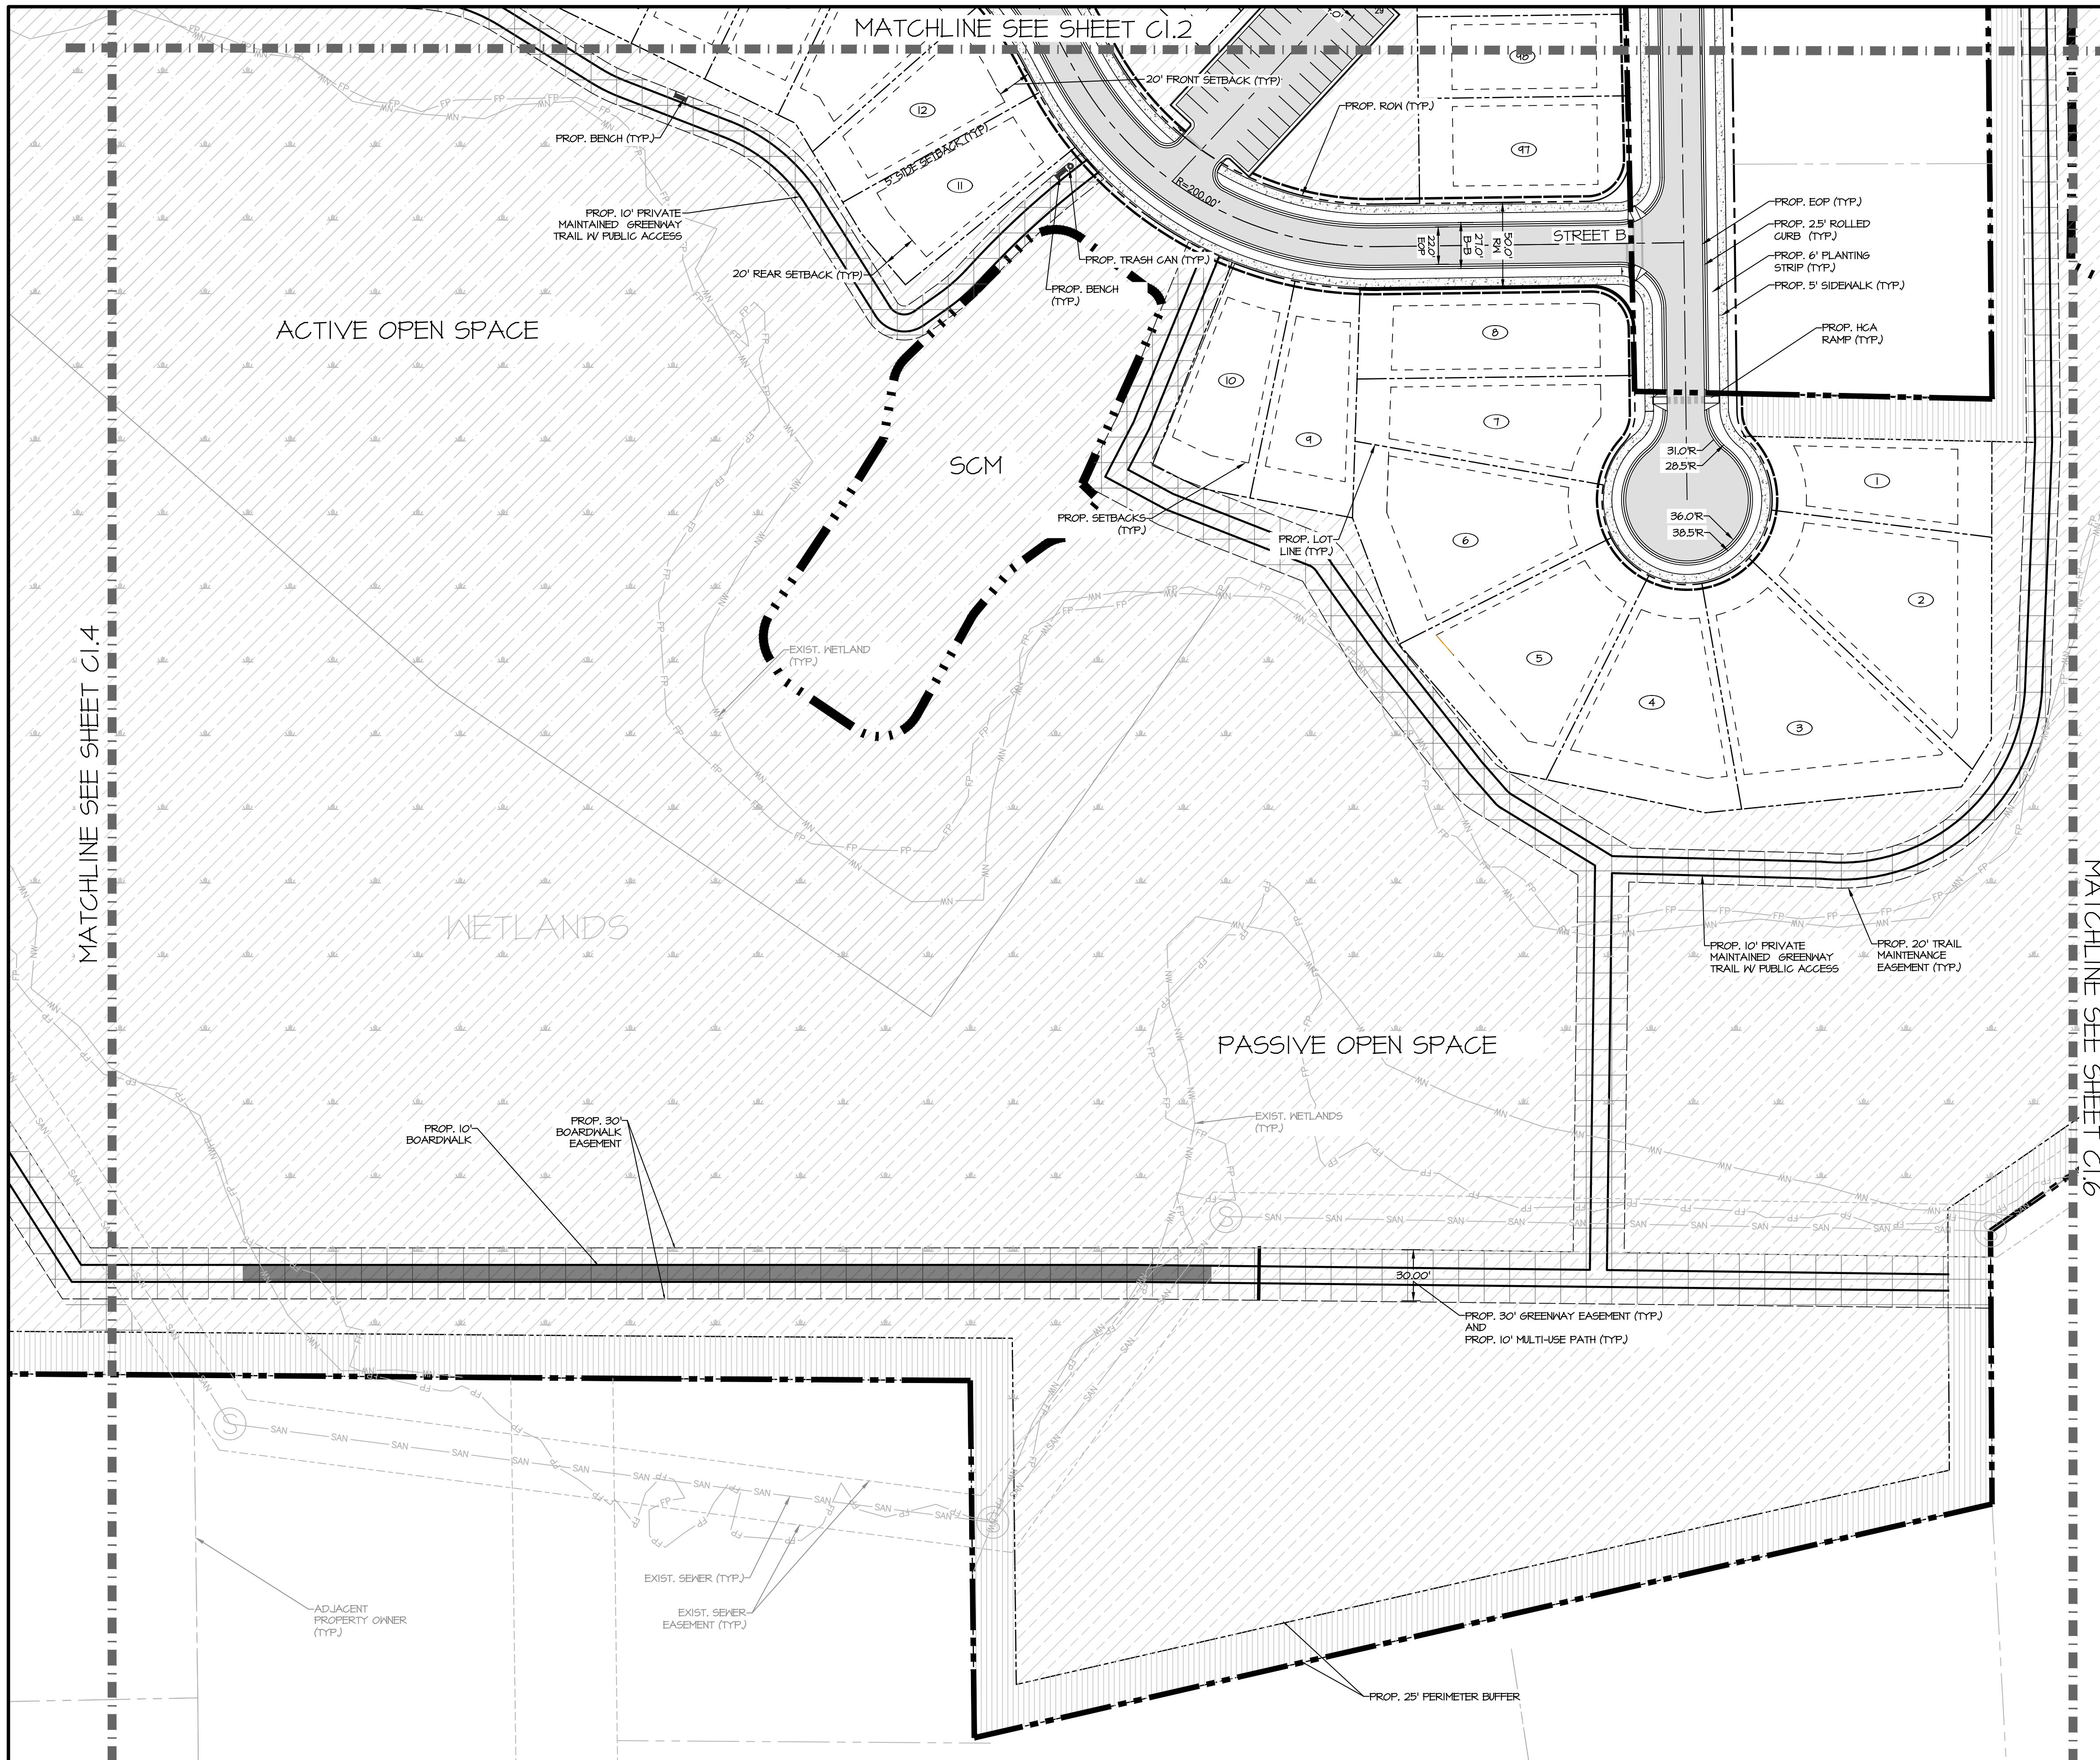 MATCHLINE SEE SHEET C1.2
20' FRONT SETBACK (TYP)
PROP. ROW (TYP.)
PROP. BENCH (TYP.)
98
97
12
5' SIDE SETBACK (TYP)
11
R=200.00'
PROP. 10' PRIVATE
MAINTAINED GREENWAY
TRAIL W/ PUBLIC ACCESS
20' REAR SETBACK (TYP)
PROP. TRASH CAN (TYP.)
PROP. BENCH
(TYP.)
22.0'
EOP
27.0'
B-B
50.0'
RW
STREET B
PROP. EOP (TYP.)
PROP. 2.5' ROLLED
CURB (TYP.)
PROP. 6' PLANTING
STRIP (TYP.)
PROP. 5' SIDEWALK (TYP.)
PROP. HCA
RAMP (TYP.)
ACTIVE OPEN SPACE
SCM
10
9
8
7
31.0'R
28.5'R
36.0'R
38.5'R
1
2
3
4
5
6
PROP. SETBACKS
(TYP.)
PROP. LOT
LINE (TYP.)
EXIST. WETLAND
(TYP.)
MATCHLINE SEE SHEET C1.4
WETLANDS
MATCHLINE SEE SHEET C1.6
PROP. 10' PRIVATE
MAINTAINED GREENWAY
TRAIL W/ PUBLIC ACCESS
PROP. 20' TRAIL
MAINTENANCE
EASEMENT (TYP.)
PASSIVE OPEN SPACE
PROP. 10'
BOARDWALK
PROP. 30'
BOARDWALK
EASEMENT
EXIST. WETLANDS
(TYP.)
30.00'
PROP. 30' GREENWAY EASEMENT (TYP.)
AND
PROP. 10' MULTI-USE PATH (TYP.)
EXIST. SEWER (TYP.)
EXIST. SEWER
EASEMENT (TYP.)
ADJACENT
PROPERTY OWNER
(TYP.)
PROP. 25' PERIMETER BUFFER